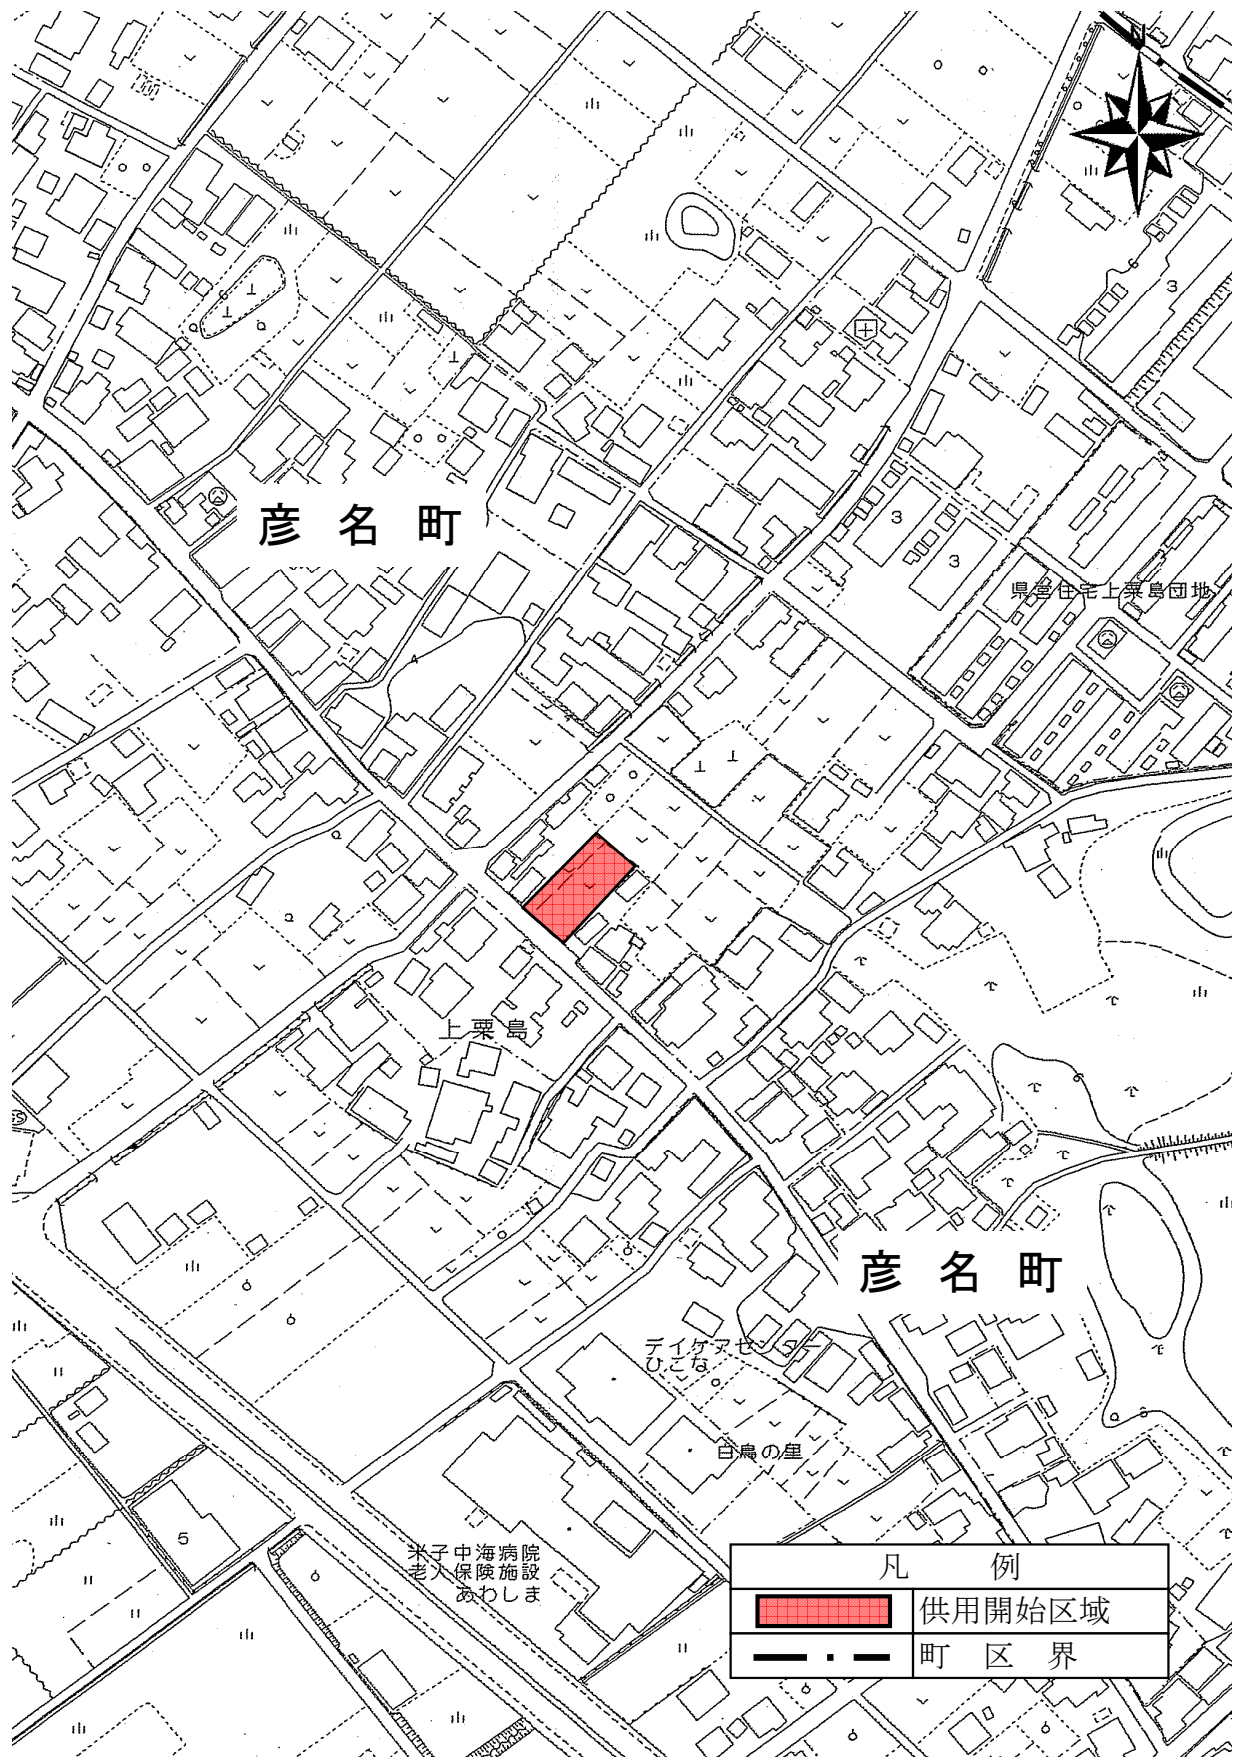 N
3
彦名町
3
3
県営住宅上粟島団地
上粟島
彦名町
デイケアセンター
ひこな
白鳥の里
5
米子中海病院
老人保険施設
あわしま
凡例
供用開始区域
町区界